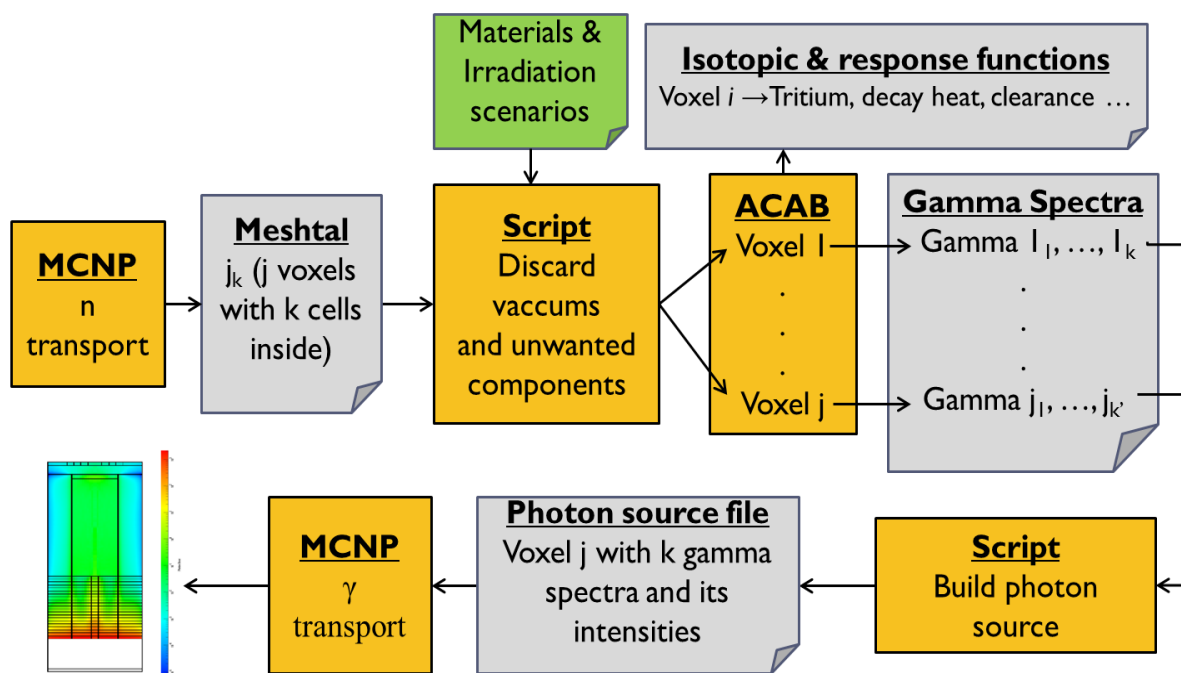 Materials &
Irradiation
scenarios
Isotopic & response functions
Voxel i →Tritium, decay heat, clearance …
MCNP
n
transport
Meshtal
jk (j voxels
with k cells
inside)
Script
Discard
vaccums
and unwanted
components
ACAB
Voxel 1
.
.
.
Voxel j
Gamma Spectra
Gamma 1₁, …, 1k
.
.
.
Gamma j₁, …, jk’
MCNP
γ
transport
Photon source file
Voxel j with k gamma
spectra and its
intensities
Script
Build photon
source